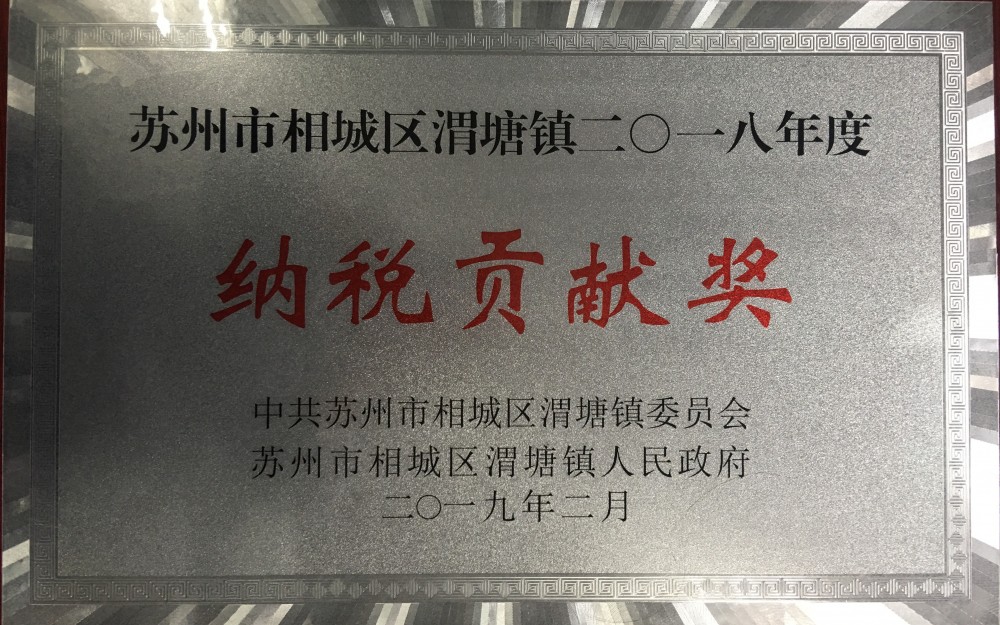 苏州市相城区渭塘镇二〇一八年度
纳税贡献奖
中共苏州市相城区渭塘镇委员会
苏州市相城区渭塘镇人民政府
二〇一九年二月